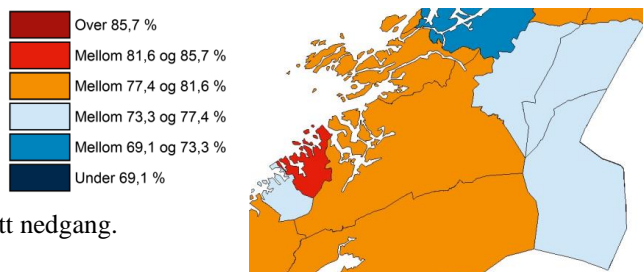 Over 85,7 %
Mellom 81,6 og 85,7 %
Mellom 77,4 og 81,6 %
Mellom 73,3 og 77,4 %
Mellom 69,1 og 73,3 %
Under 69,1 %
tt nedgang.